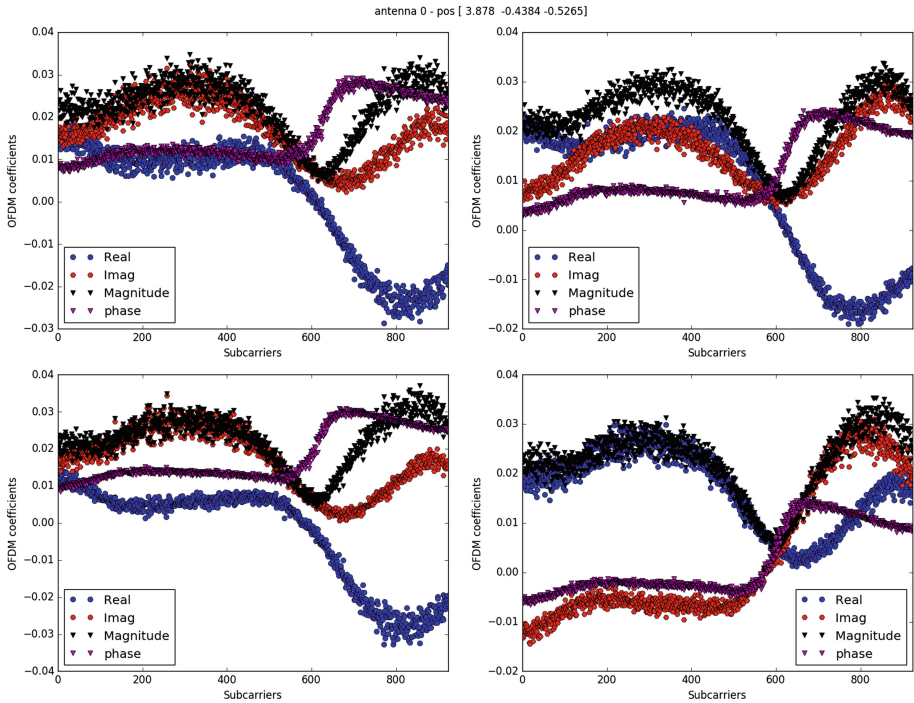 antenna 0 - pos [ 3.878 -0.4384 -0.5265]
0.04
0.03
0.02
0.01
0.00
−0.01
−0.02
−0.03
OFDM coefficients
Real
Imag
Magnitude
phase
0 200 400 600 800
Subcarriers
0.04
0.03
0.02
0.01
0.00
−0.01
−0.02
OFDM coefficients
Real
Imag
Magnitude
phase
0 200 400 600 800
Subcarriers
0.04
0.03
0.02
0.01
0.00
−0.01
−0.02
−0.03
−0.04
OFDM coefficients
Real
Imag
Magnitude
phase
0 200 400 600 800
Subcarriers
0.04
0.03
0.02
0.01
0.00
−0.01
−0.02
OFDM coefficients
Real
Imag
Magnitude
phase
0 200 400 600 800
Subcarriers